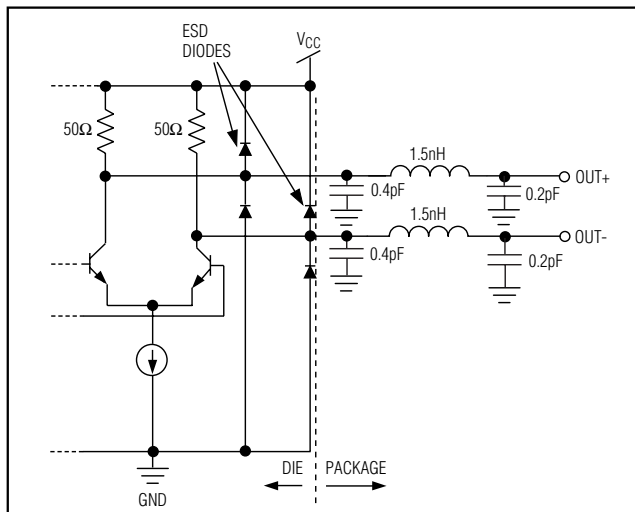 ESD
DIODES
VCC
50Ω
50Ω
1.5nH
OUT+
0.4pF
0.2pF
1.5nH
OUT-
0.4pF
0.2pF
DIE
PACKAGE
GND